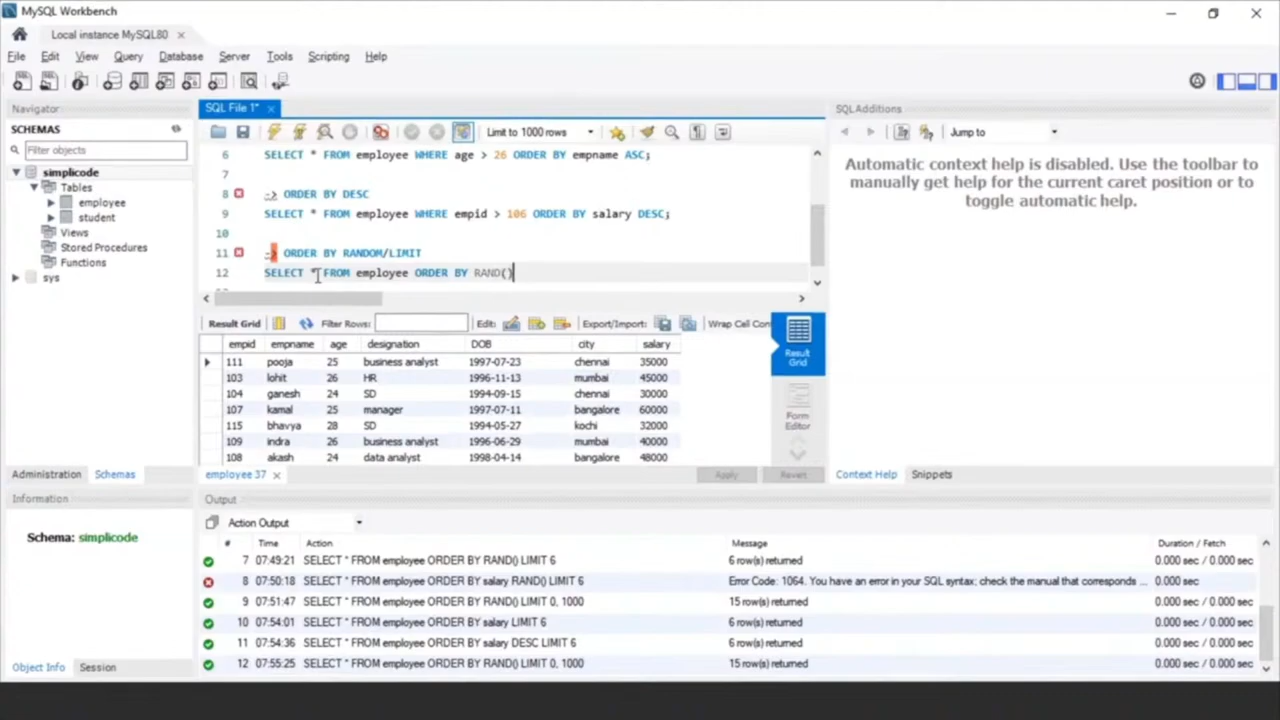 MySQL Workbench
Local instance MySQL80 ×
File Edit View Query Database Server Tools Scripting Help
Navigator
SCHEMAS
Filter objects
simplicode
Tables
employee
student
Views
Stored Procedures
Functions
sys
Administration Schemas
Information
Schema: simplicode
Object Info Session
SQL File 1* ×
Limit to 1000 rows
6 SELECT * FROM employee WHERE age > 26 ORDER BY empname ASC;
7
8 -> ORDER BY DESC
9 SELECT * FROM employee WHERE empid > 106 ORDER BY salary DESC;
10
11 -> ORDER BY RANDOM/LIMIT
12 SELECT * FROM employee ORDER BY RAND()
Result Grid Filter Rows: Edit: Export/Import: Wrap Cell Con
empid empname age designation DOB city salary
111 pooja 25 business analyst 1997-07-23 chennai 35000
103 lohit 26 HR 1996-11-13 mumbai 45000
104 ganesh 24 SD 1994-09-15 chennai 30000
107 kamal 25 manager 1997-07-11 bangalore 60000
115 bhavya 28 SD 1994-05-27 kochi 32000
109 indra 26 business analyst 1996-06-29 mumbai 40000
108 akash 24 data analyst 1998-04-14 bangalore 48000
Result
Grid
Form
Editor
employee 37 ×
Apply Revert
SQLAdditions
Jump to
Automatic context help is disabled. Use the toolbar to
manually get help for the current caret position or to
toggle automatic help.
Context Help Snippets
Output
Action Output
# Time Action Message Duration / Fetch
7 07:49:21 SELECT * FROM employee ORDER BY RAND() LIMIT 6 6 row(s) returned 0.000 sec / 0.000 sec
8 07:50:18 SELECT * FROM employee ORDER BY salary RAND() LIMIT 6 Error Code: 1064. You have an error in your SQL syntax; check the manual that corresponds ... 0.000 sec
9 07:51:47 SELECT * FROM employee ORDER BY RAND() LIMIT 0, 1000 15 row(s) returned 0.000 sec / 0.000 sec
10 07:54:01 SELECT * FROM employee ORDER BY salary LIMIT 6 6 row(s) returned 0.000 sec / 0.000 sec
11 07:54:36 SELECT * FROM employee ORDER BY salary DESC LIMIT 6 6 row(s) returned 0.000 sec / 0.000 sec
12 07:55:25 SELECT * FROM employee ORDER BY RAND() LIMIT 0, 1000 15 row(s) returned 0.000 sec / 0.000 sec